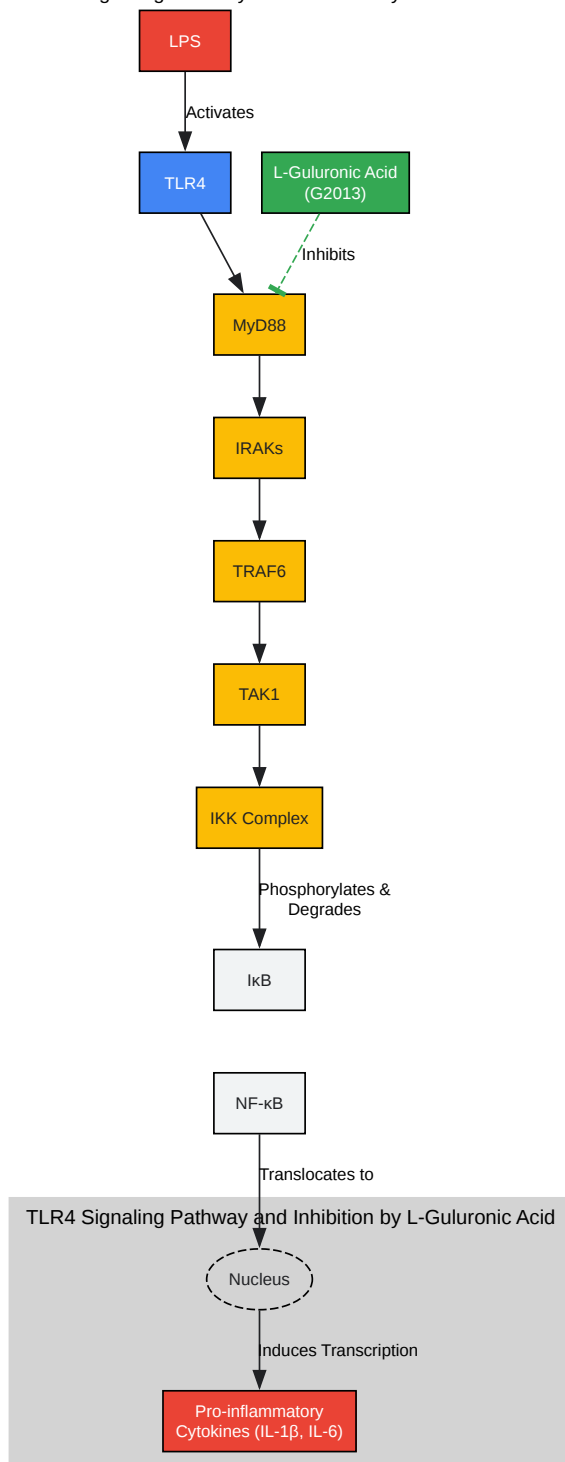 LPS
Activates
TLR4
L-Guluronic Acid
(G2013)
Inhibits
MyD88
IRAKs
TRAF6
TAK1
IKK Complex
Phosphorylates &
Degrades
IκB
NF-κB
Translocates to
TLR4 Signaling Pathway and Inhibition by L-Guluronic Acid
Nucleus
Induces Transcription
Pro-inflammatory
Cytokines (IL-1β, IL-6)